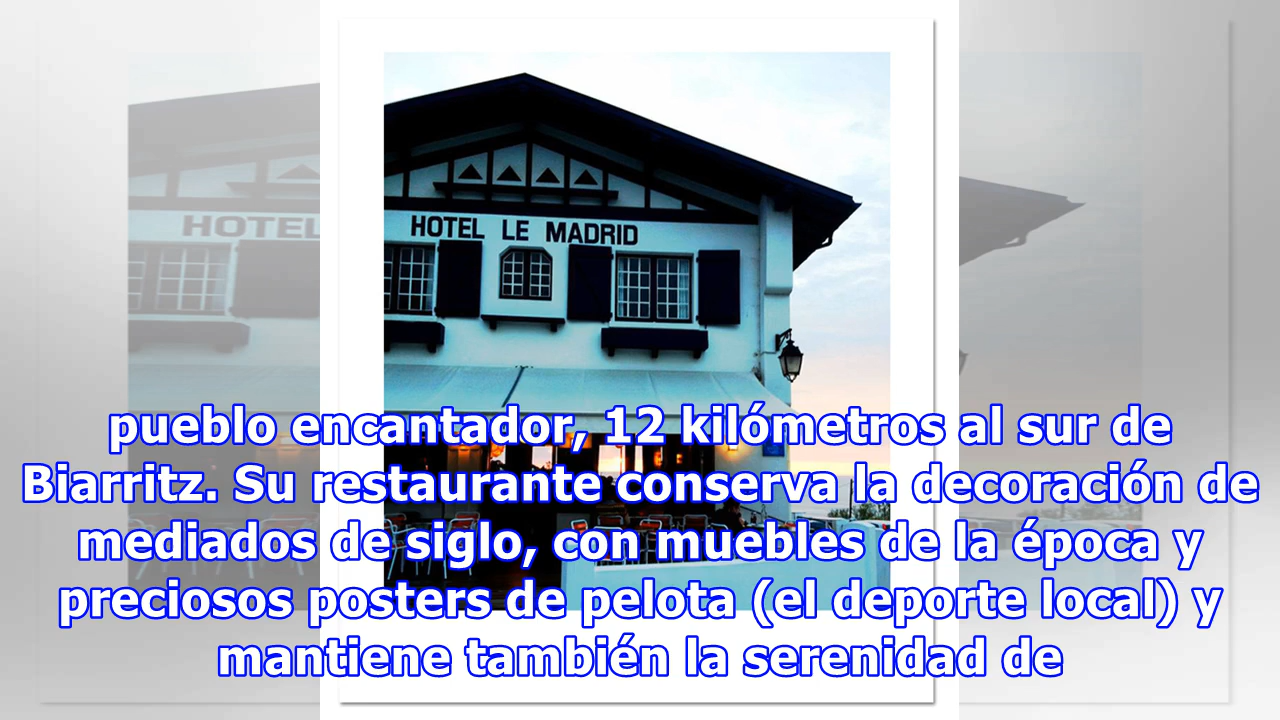 HOTEL
HOTEL LE MADRID
pueblo encantador, 12 kilómetros al sur de
Biarritz. Su restaurante conserva la decoración de
mediados de siglo, con muebles de la época y
preciosos posters de pelota (el deporte local) y
mantiene también la serenidad de